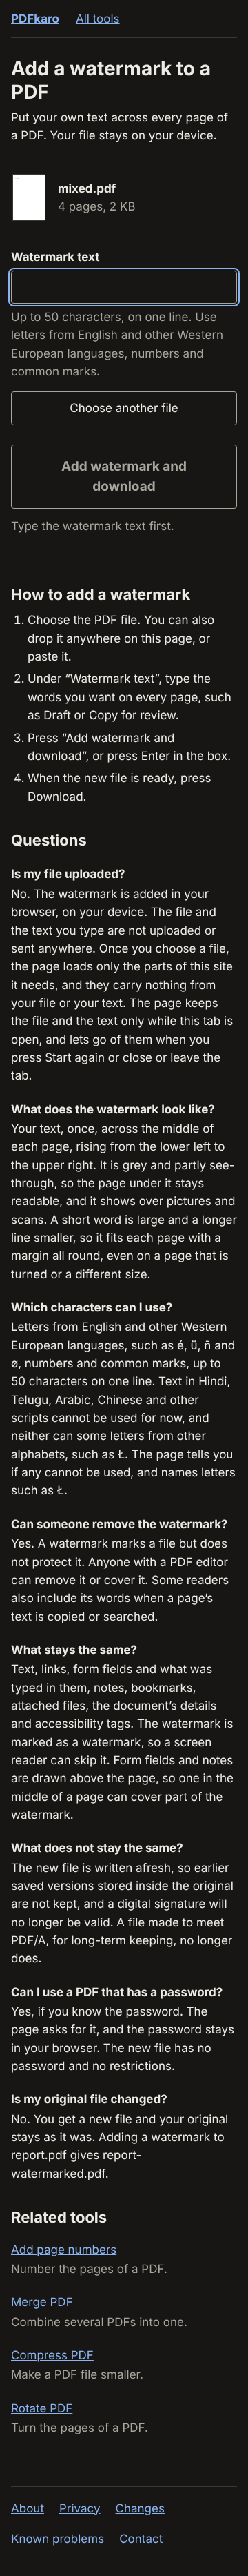 PDFkaro All tools
Add a watermark to a
PDF
Put your own text across every page of
a PDF. Your file stays on your device.
mixed.pdf
4 pages, 2 KB
Watermark text
Up to 50 characters, on one line. Use
letters from English and other Western
European languages, numbers and
common marks.
Choose another file
Add watermark and
download
Type the watermark text first.
How to add a watermark
1. Choose the PDF file. You can also
drop it anywhere on this page, or
paste it.
2. Under “Watermark text”, type the
words you want on every page, such
as Draft or Copy for review.
3. Press “Add watermark and
download”, or press Enter in the box.
4. When the new file is ready, press
Download.
Questions
Is my file uploaded?
No. The watermark is added in your
browser, on your device. The file and
the text you type are not uploaded or
sent anywhere. Once you choose a file,
the page loads only the parts of this site
it needs, and they carry nothing from
your file or your text. The page keeps
the file and the text only while this tab is
open, and lets go of them when you
press Start again or close or leave the
tab.
What does the watermark look like?
Your text, once, across the middle of
each page, rising from the lower left to
the upper right. It is grey and partly see-
through, so the page under it stays
readable, and it shows over pictures and
scans. A short word is large and a longer
line smaller, so it fits each page with a
margin all round, even on a page that is
turned or a different size.
Which characters can I use?
Letters from English and other Western
European languages, such as é, ü, ñ and
ø, numbers and common marks, up to
50 characters on one line. Text in Hindi,
Telugu, Arabic, Chinese and other
scripts cannot be used for now, and
neither can some letters from other
alphabets, such as Ł. The page tells you
if any cannot be used, and names letters
such as Ł.
Can someone remove the watermark?
Yes. A watermark marks a file but does
not protect it. Anyone with a PDF editor
can remove it or cover it. Some readers
also include its words when a page’s
text is copied or searched.
What stays the same?
Text, links, form fields and what was
typed in them, notes, bookmarks,
attached files, the document’s details
and accessibility tags. The watermark is
marked as a watermark, so a screen
reader can skip it. Form fields and notes
are drawn above the page, so one in the
middle of a page can cover part of the
watermark.
What does not stay the same?
The new file is written afresh, so earlier
saved versions stored inside the original
are not kept, and a digital signature will
no longer be valid. A file made to meet
PDF/A, for long-term keeping, no longer
does.
Can I use a PDF that has a password?
Yes, if you know the password. The
page asks for it, and the password stays
in your browser. The new file has no
password and no restrictions.
Is my original file changed?
No. You get a new file and your original
stays as it was. Adding a watermark to
report.pdf gives report-
watermarked.pdf.
Related tools
Add page numbers
Number the pages of a PDF.
Merge PDF
Combine several PDFs into one.
Compress PDF
Make a PDF file smaller.
Rotate PDF
Turn the pages of a PDF.
About Privacy Changes
Known problems Contact